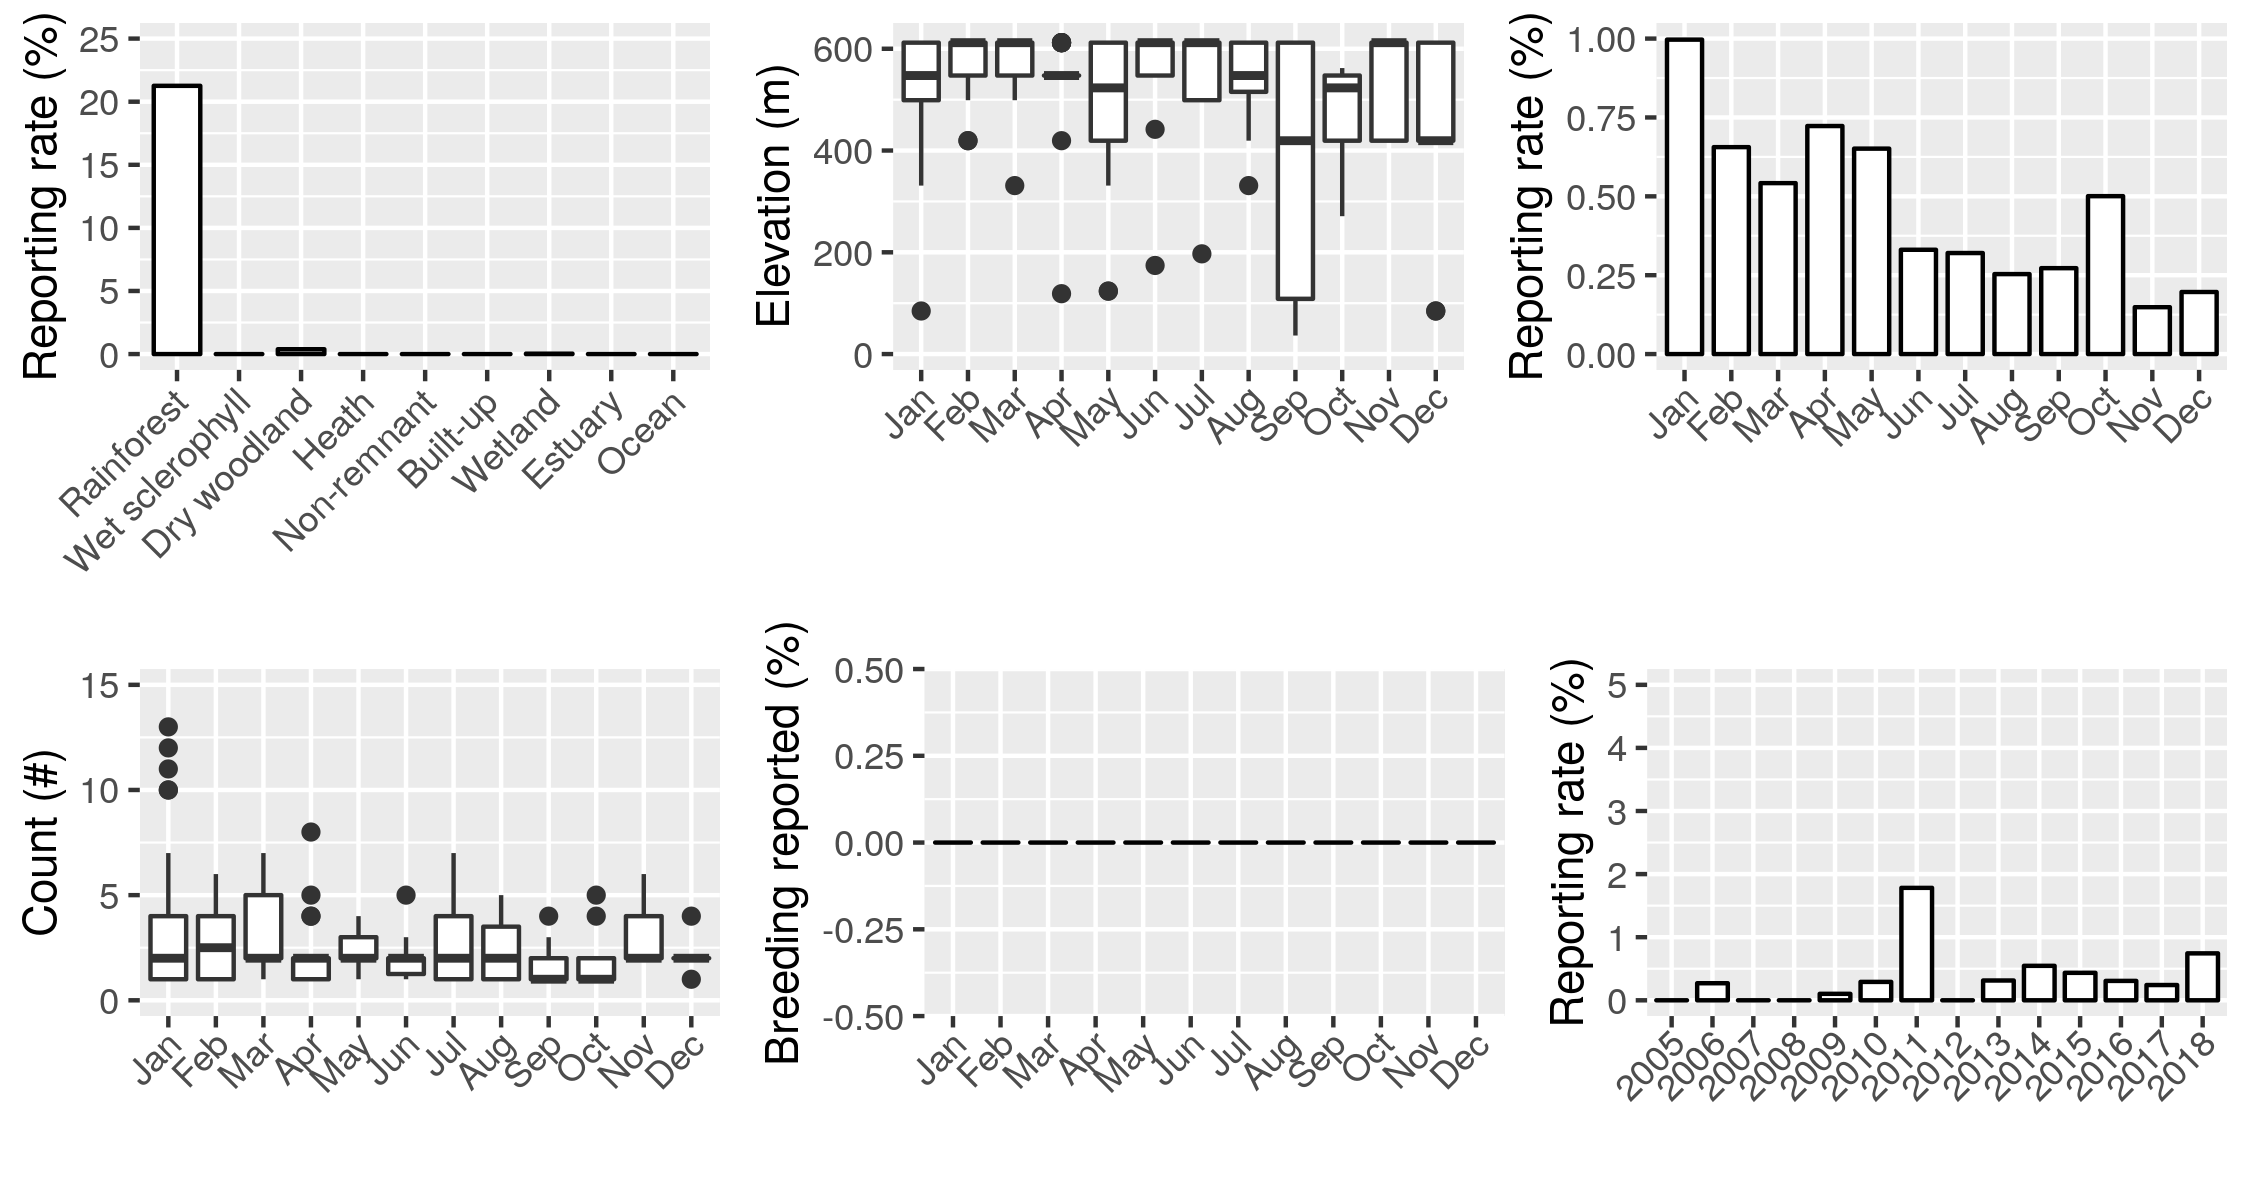 Reporting rate (%)
25
20
15
10
5
0
Rainforest
Wet sclerophyll
Dry woodland
Heath
Non-remnant
Built-up
Wetland
Estuary
Ocean
Elevation (m)
600
400
200
0
Jan
Feb
Mar
Apr
May
Jun
Jul
Aug
Sep
Oct
Nov
Dec
Reporting rate (%)
1.00
0.75
0.50
0.25
0.00
Jan
Feb
Mar
Apr
May
Jun
Jul
Aug
Sep
Oct
Nov
Dec
Count (#)
15
10
5
0
Jan
Feb
Mar
Apr
May
Jun
Jul
Aug
Sep
Oct
Nov
Dec
Breeding reported (%)
0.50
0.25
0.00
-0.25
-0.50
Jan
Feb
Mar
Apr
May
Jun
Jul
Aug
Sep
Oct
Nov
Dec
Reporting rate (%)
5
4
3
2
1
0
2005
2006
2007
2008
2009
2010
2011
2012
2013
2014
2015
2016
2017
2018